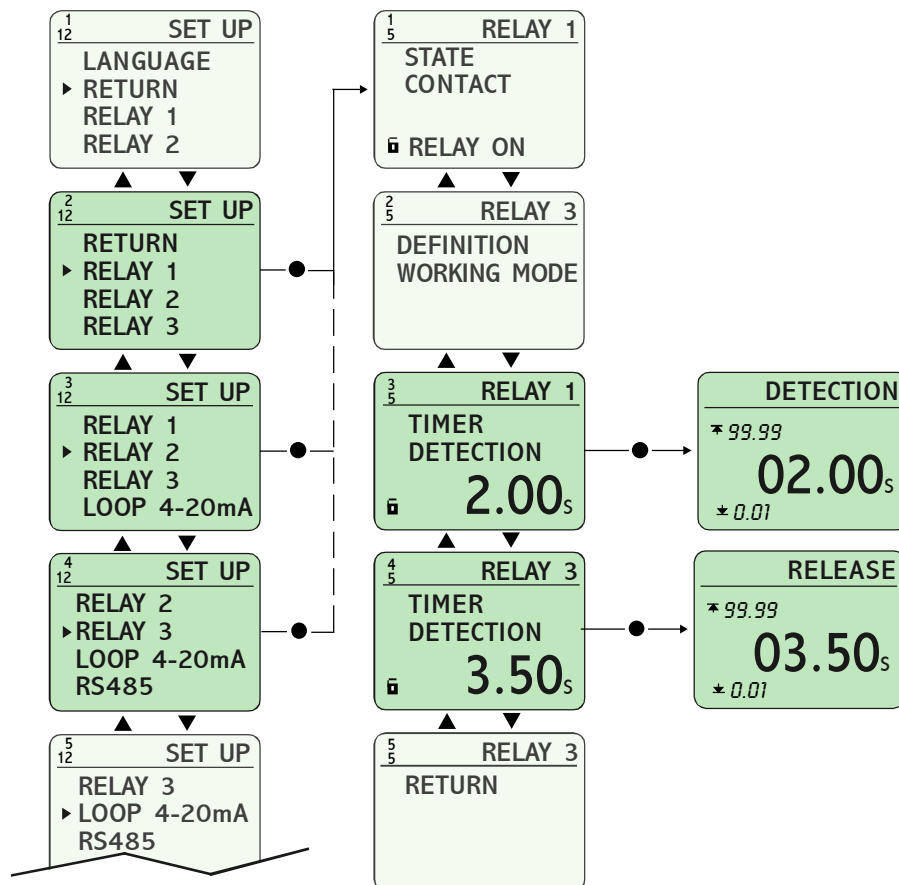 1
12
SET UP
LANGUAGE
RETURN
RELAY 1
RELAY 2
2
12
SET UP
RETURN
RELAY 1
RELAY 2
RELAY 3
3
12
SET UP
RELAY 1
RELAY 2
RELAY 3
LOOP 4-20mA
4
12
SET UP
RELAY 2
RELAY 3
LOOP 4-20mA
RS485
5
12
SET UP
RELAY 3
LOOP 4-20mA
RS485
1
5
RELAY 1
STATE
CONTACT
RELAY ON
2
5
RELAY 3
DEFINITION
WORKING MODE
3
5
RELAY 1
TIMER
DETECTION
2.00s
4
5
RELAY 3
TIMER
DETECTION
3.50s
5
5
RELAY 3
RETURN
DETECTION
99.99
02.00s
0.01
RELEASE
99.99
03.50s
0.01